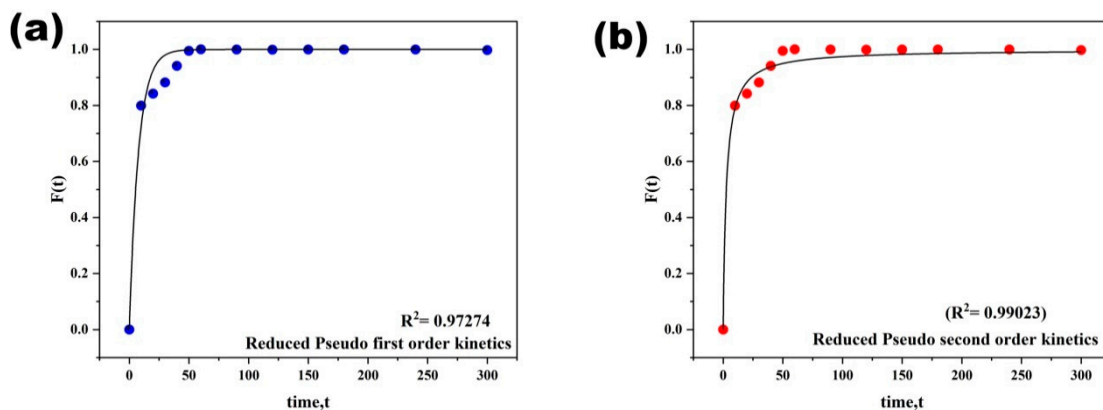 (a)
1.0
0.8
0.6
0.4
0.2
0.0
F(t)
R²= 0.97274
Reduced Pseudo first order kinetics
0 50 100 150 200 250 300
time,t
(b)
1.0
0.8
0.6
0.4
0.2
0.0
F(t)
(R²= 0.99023)
Reduced Pseudo second order kinetics
0 50 100 150 200 250 300
time,t